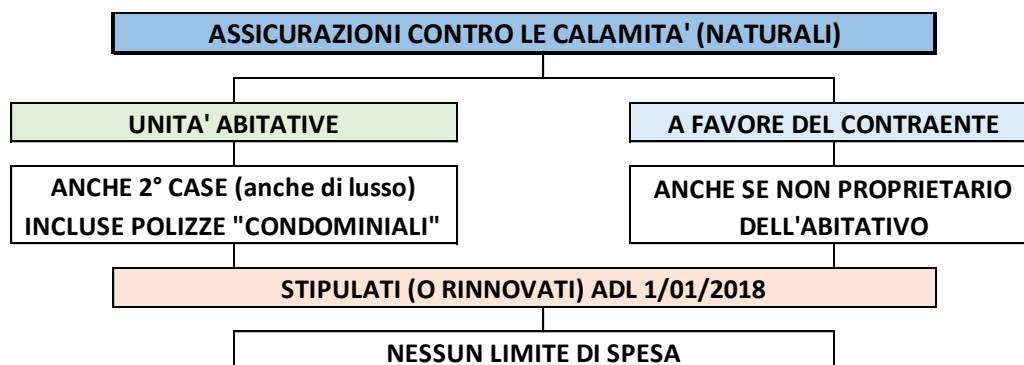 ASSICURAZIONI CONTRO LE CALAMITA' (NATURALI)
UNITA' ABITATIVE
A FAVORE DEL CONTRAENTE
ANCHE 2° CASE (anche di lusso)
INCLUSE POLIZZE "CONDOMINIALI"
ANCHE SE NON PROPRIETARIO
DELL'ABITATIVO
STIPULATI (O RINNOVATI) ADL 1/01/2018
NESSUN LIMITE DI SPESA